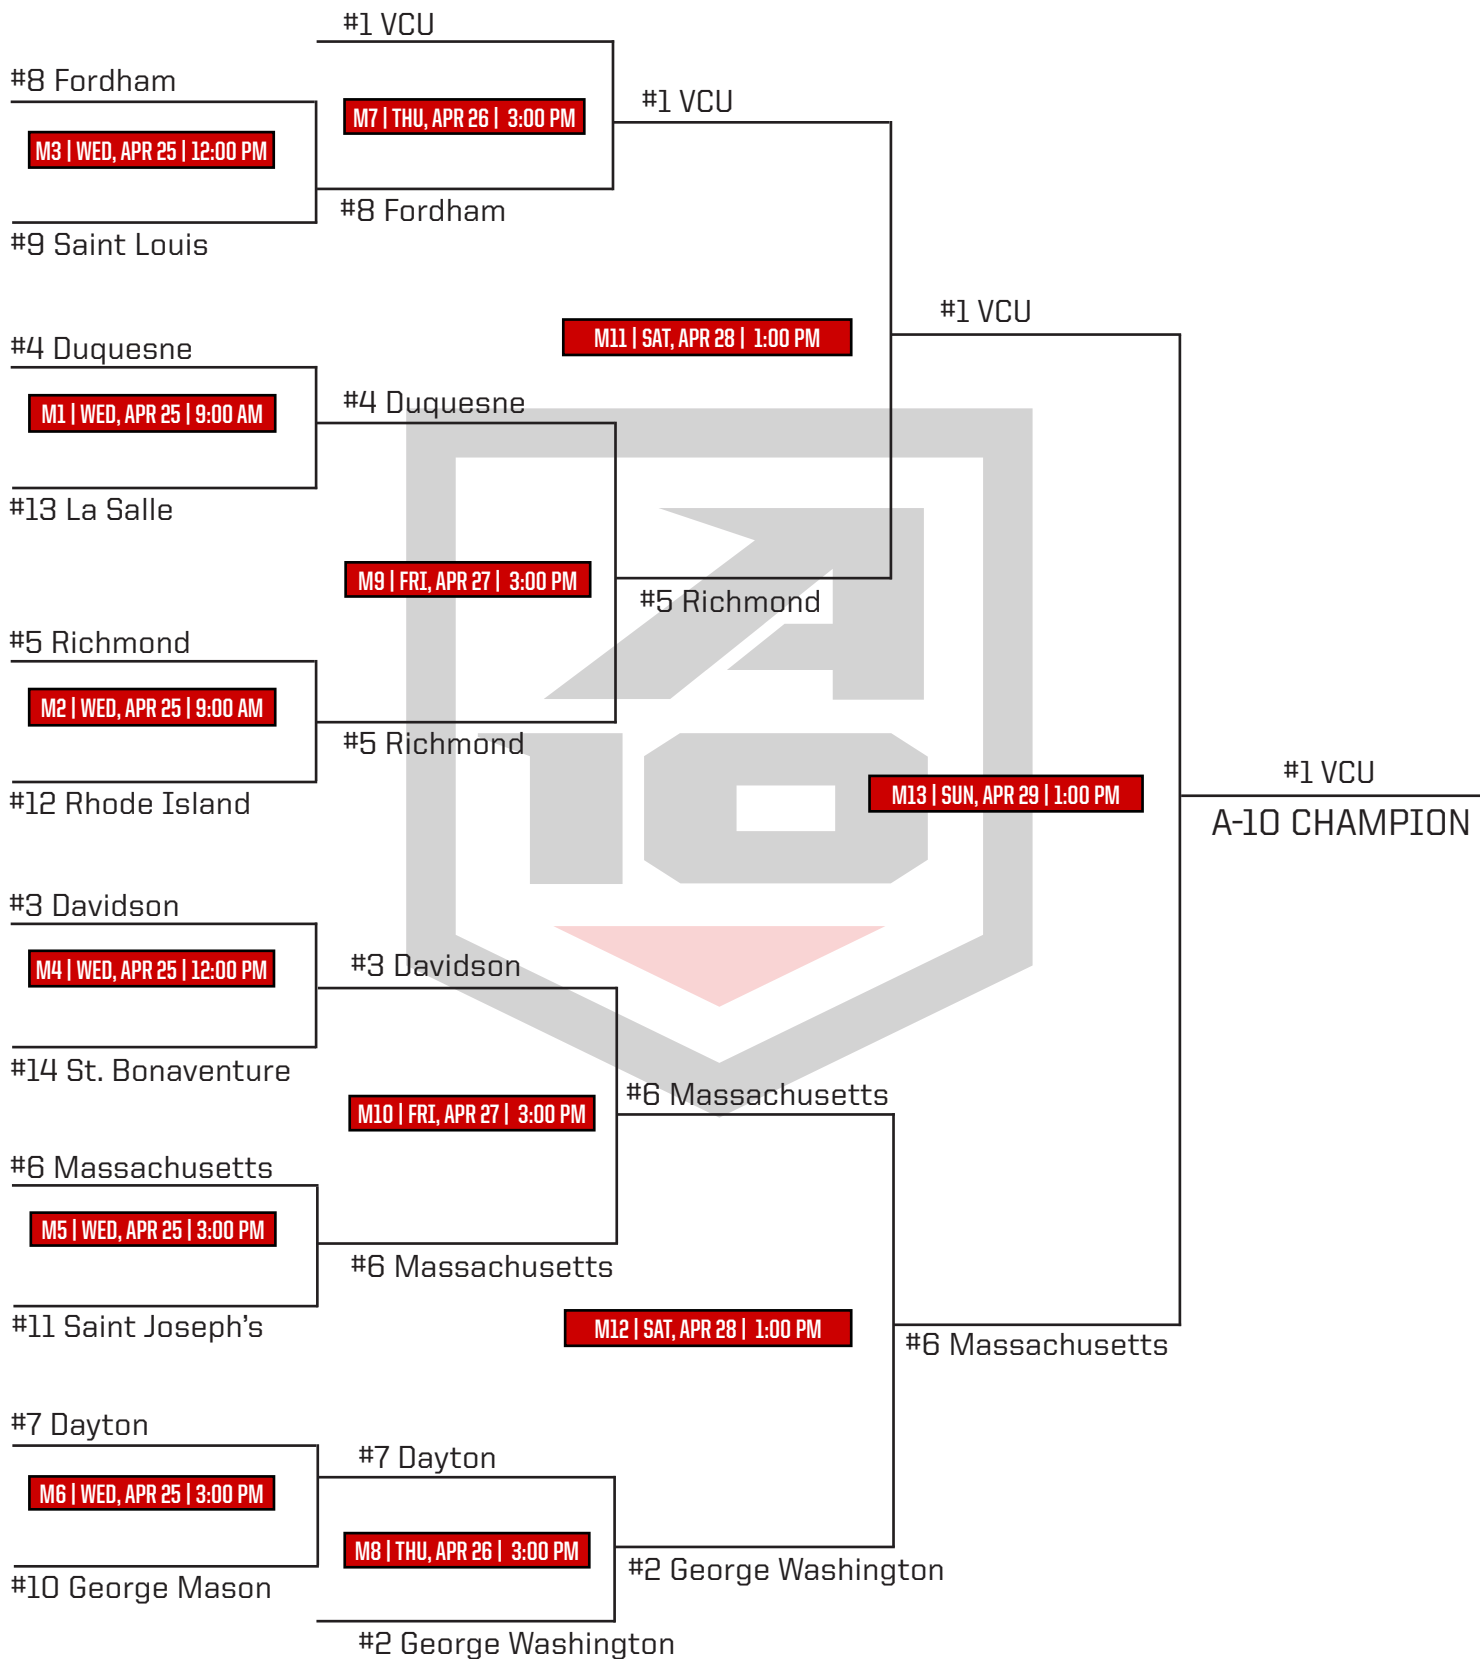 #1 VCU
#8 Fordham
M3 | WED, APR 25 | 12:00 PM
#9 Saint Louis
M7 | THU, APR 26 | 3:00 PM
#8 Fordham
#1 VCU
#4 Duquesne
M1 | WED, APR 25 | 9:00 AM
#13 La Salle
#4 Duquesne
M11 | SAT, APR 28 | 1:00 PM
#1 VCU
M9 | FRI, APR 27 | 3:00 PM
#5 Richmond
#5 Richmond
M2 | WED, APR 25 | 9:00 AM
#12 Rhode Island
#5 Richmond
A
10
M13 | SUN, APR 29 | 1:00 PM
#1 VCU
A-10 CHAMPION
#3 Davidson
M4 | WED, APR 25 | 12:00 PM
#14 St. Bonaventure
#3 Davidson
M10 | FRI, APR 27 | 3:00 PM
#6 Massachusetts
#6 Massachusetts
M5 | WED, APR 25 | 3:00 PM
#11 Saint Joseph’s
#6 Massachusetts
M12 | SAT, APR 28 | 1:00 PM
#6 Massachusetts
#7 Dayton
M6 | WED, APR 25 | 3:00 PM
#10 George Mason
#7 Dayton
M8 | THU, APR 26 | 3:00 PM
#2 George Washington
#2 George Washington